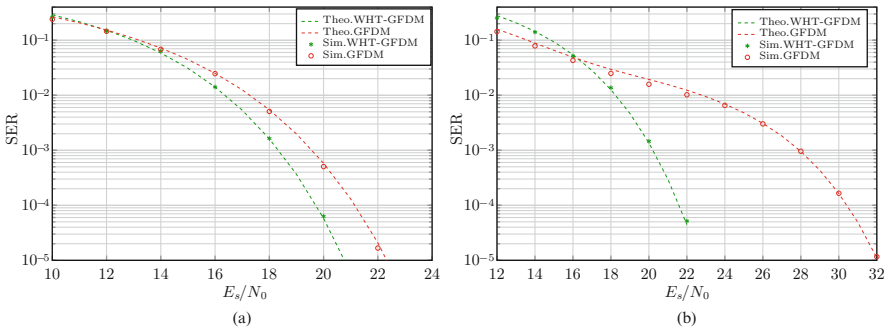 Theo.WHT-GFDM
Theo.GFDM
Sim.WHT-GFDM
Sim.GFDM
10⁻¹
10⁻²
10⁻³
10⁻⁴
10⁻⁵
SER
10 12 14 16 18 20 22 24
E_s/N_0
(a)
Theo.WHT-GFDM
Theo.GFDM
Sim.WHT-GFDM
Sim.GFDM
10⁻¹
10⁻²
10⁻³
10⁻⁴
10⁻⁵
SER
12 14 16 18 20 22 24 26 28 30 32
E_s/N_0
(b)